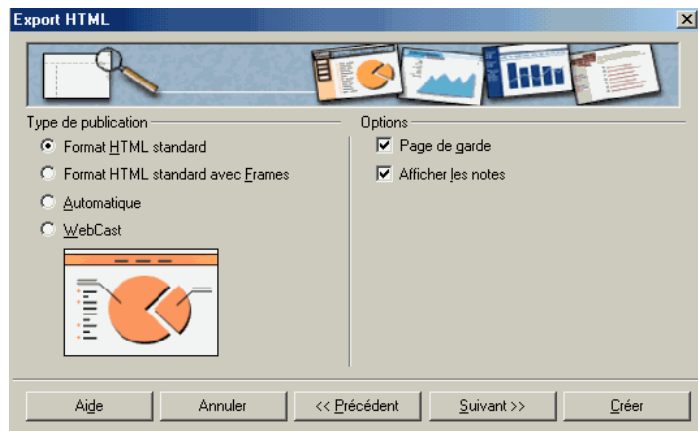 Export HTML
Type de publication
Format HTML standard
Format HTML standard avec Frames
Automatique
WebCast
Options
Page de garde
Afficher les notes
Aide
Annuler
<< Précédent
Suivant >>
Créer